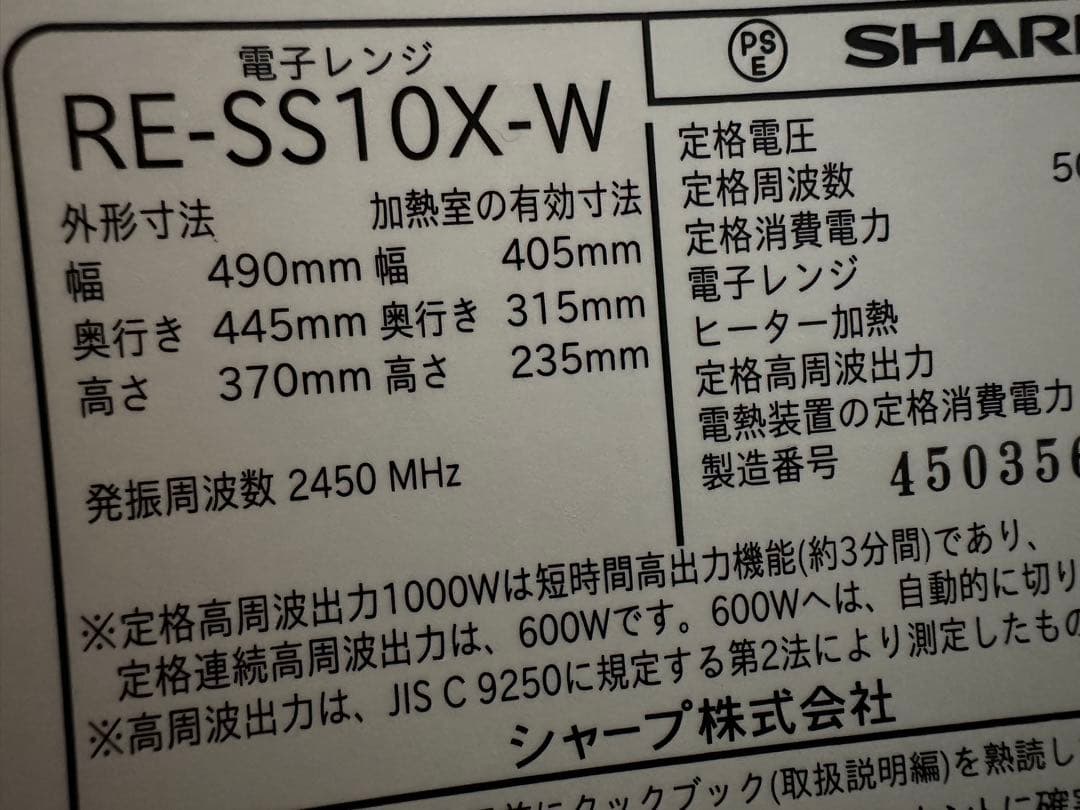 電子レンジ
RE-SS10X-W
外形寸法 加熱室の有効寸法
幅 490mm 幅 405mm
奥行き 445mm 奥行き 315mm
高さ 370mm 高さ 235mm
発振周波数 2450 MHz
PS
E
SHARP
定格電圧
定格周波数 50
定格消費電力
電子レンジ
ヒーター加熱
定格高周波出力
電熱装置の定格消費電力
製造番号 450356
※定格高周波出力1000Wは短時間高出力機能(約3分間)であり、
定格連続高周波出力は、600Wです。600Wへは、自動的に切り
※高周波出力は、JIS C 9250に規定する第2法により測定したもの
シャープ株式会社
前にクックブック(取扱説明編)を熟読し